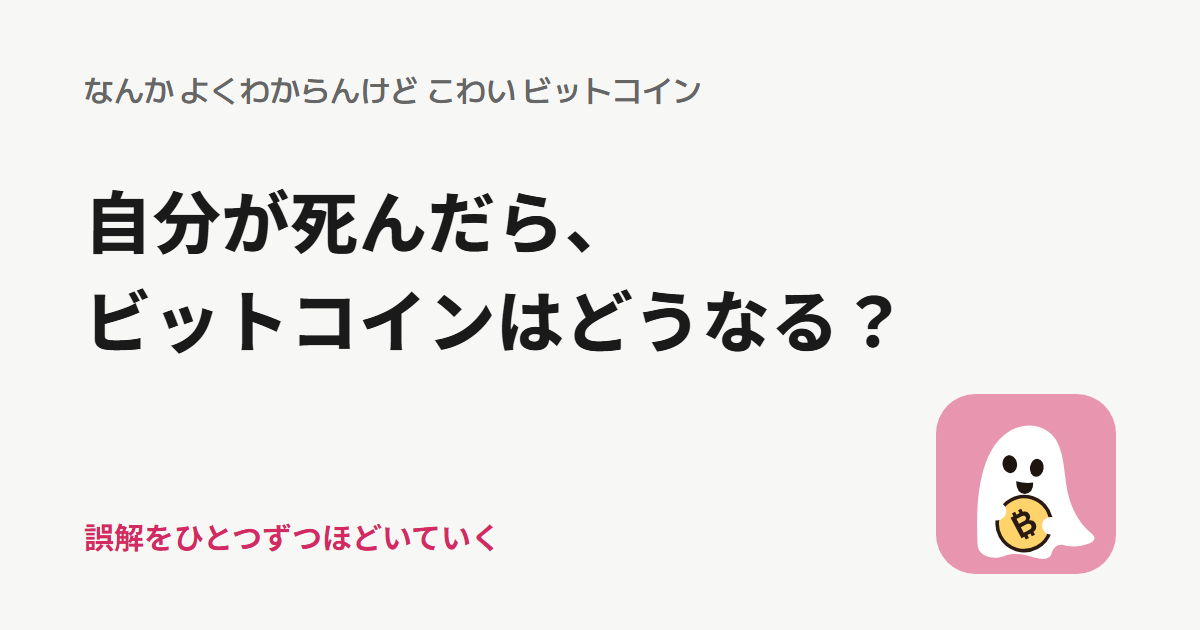 なんか よくわからんけど こわい ビットコイン
自分が死んだら、
ビットコインはどうなる？
誤解をひとつずつほどいていく
₿